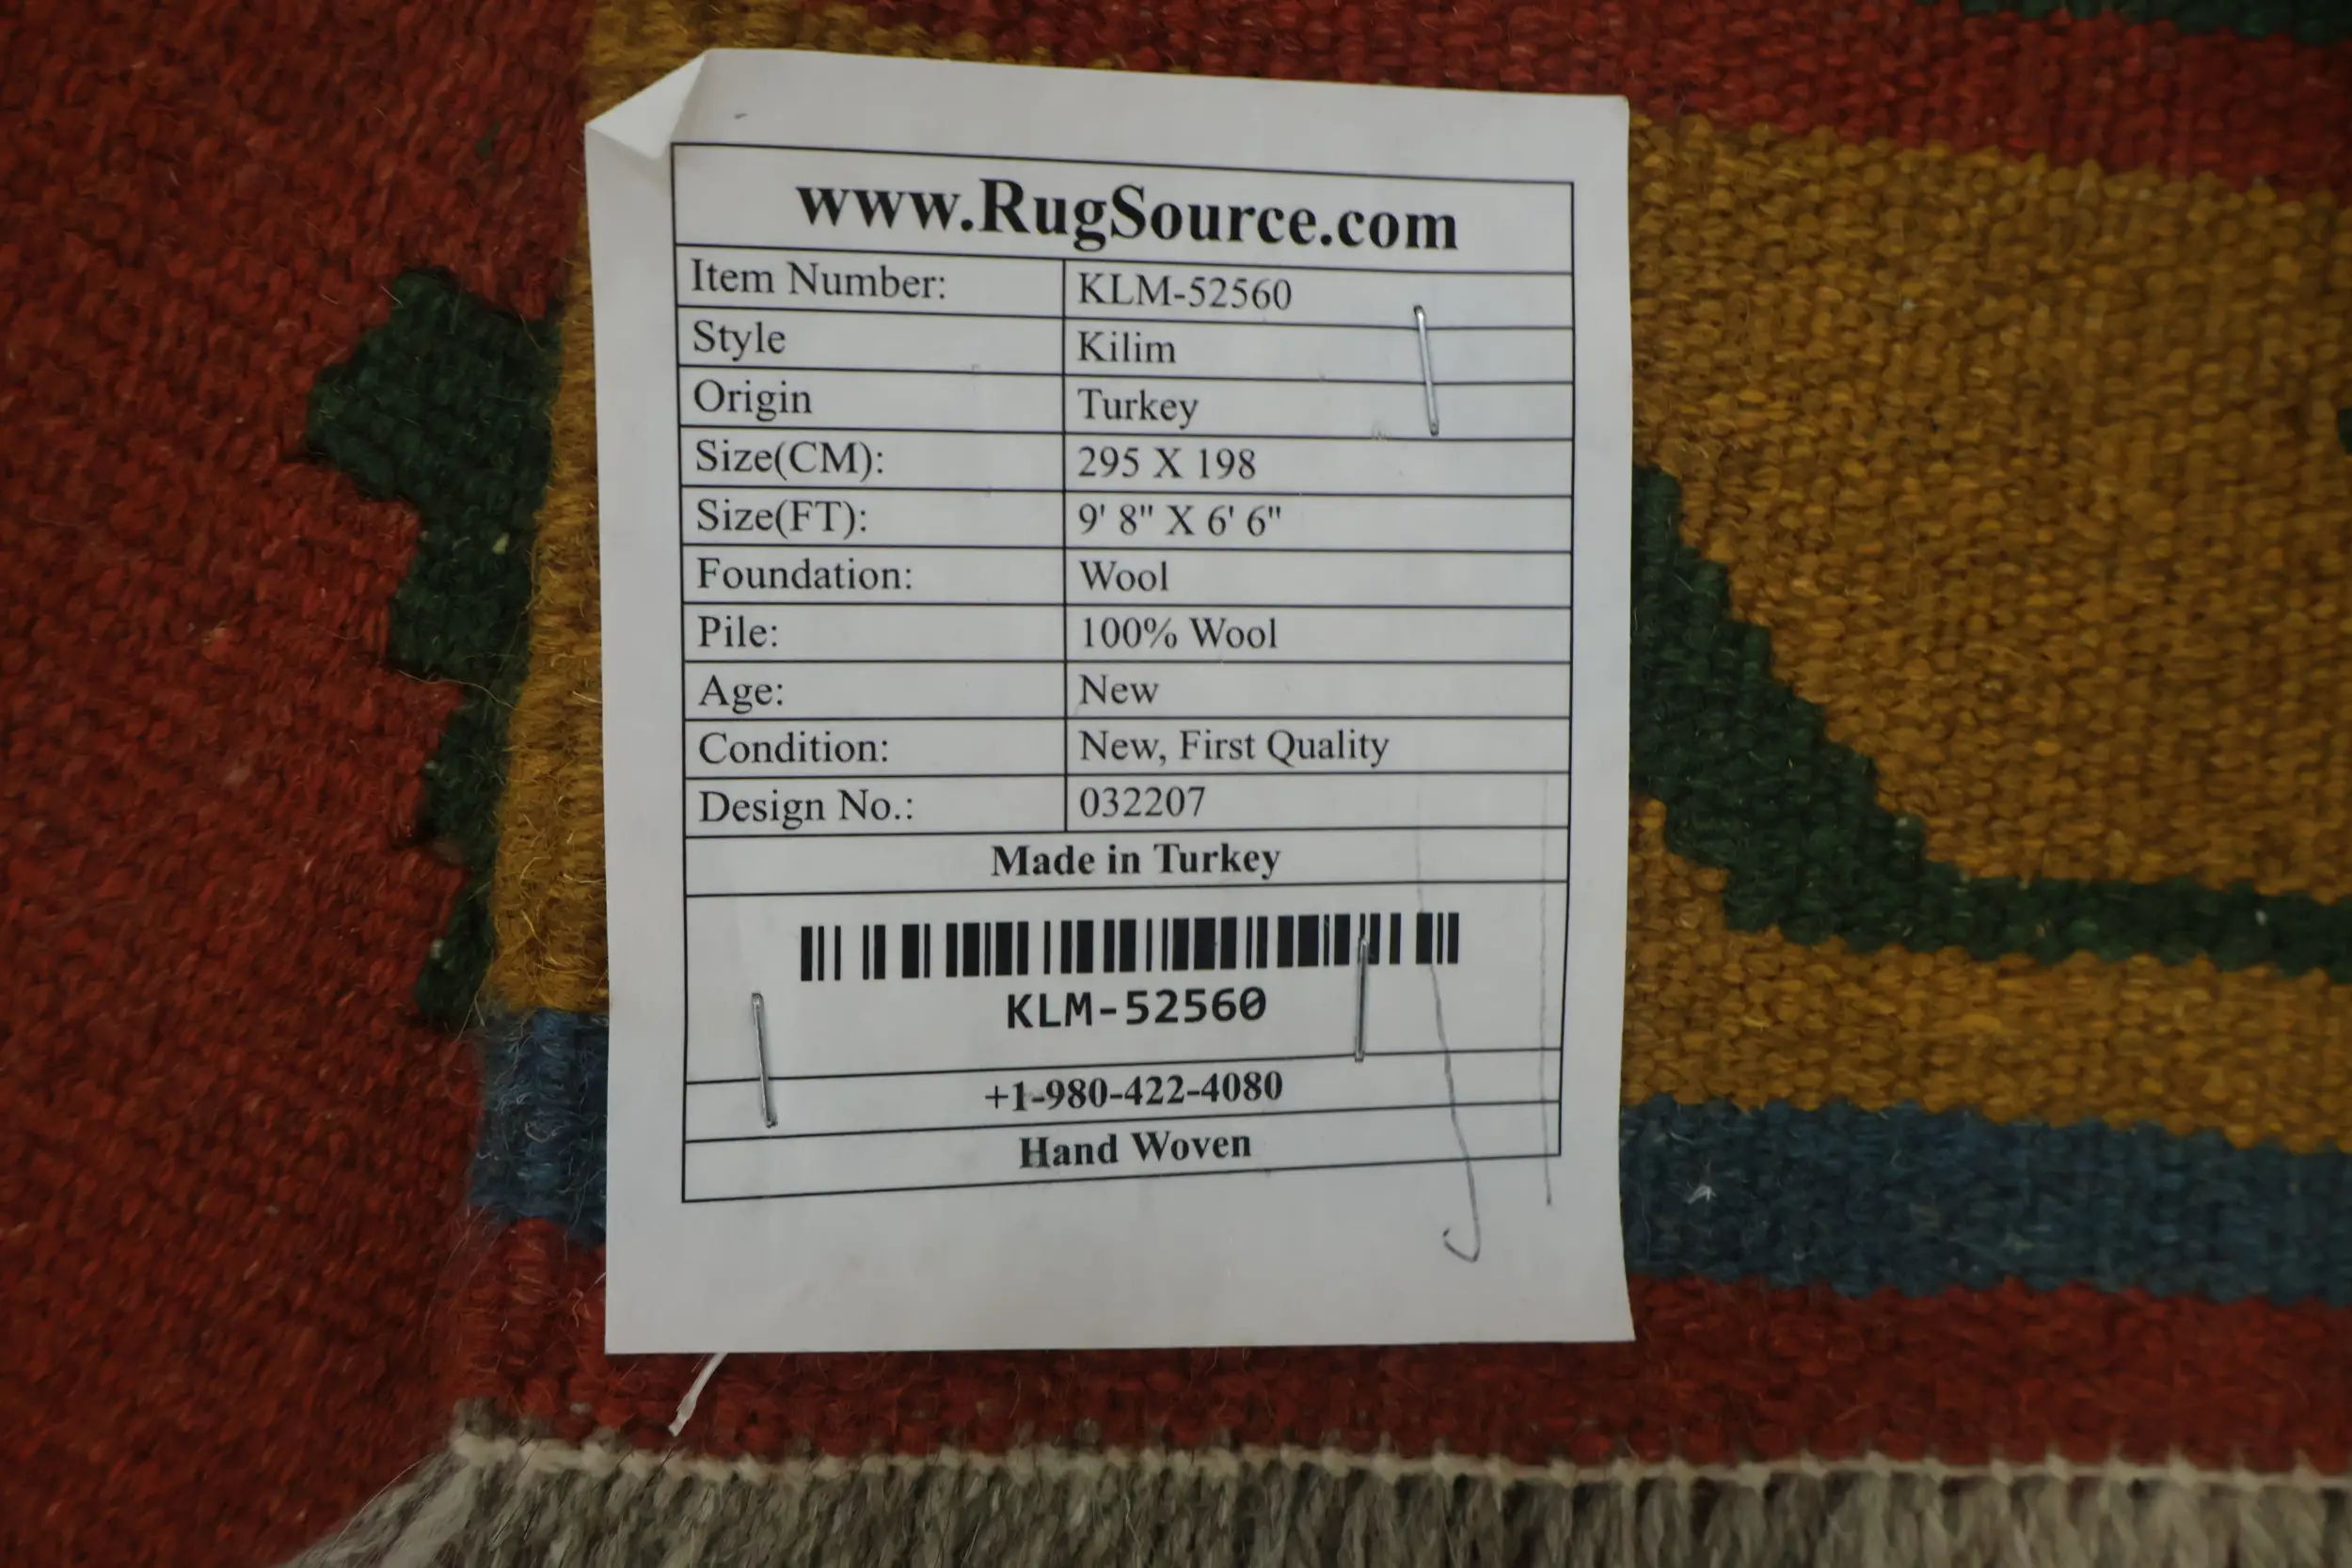 www.RugSource.com
Item Number: KLM-52560
Style Kilim
Origin Turkey
Size(CM): 295 X 198
Size(FT): 9' 8" X 6' 6"
Foundation: Wool
Pile: 100% Wool
Age: New
Condition: New, First Quality
Design No.: 032207
Made in Turkey
KLM-52560
+1-980-422-4080
Hand Woven